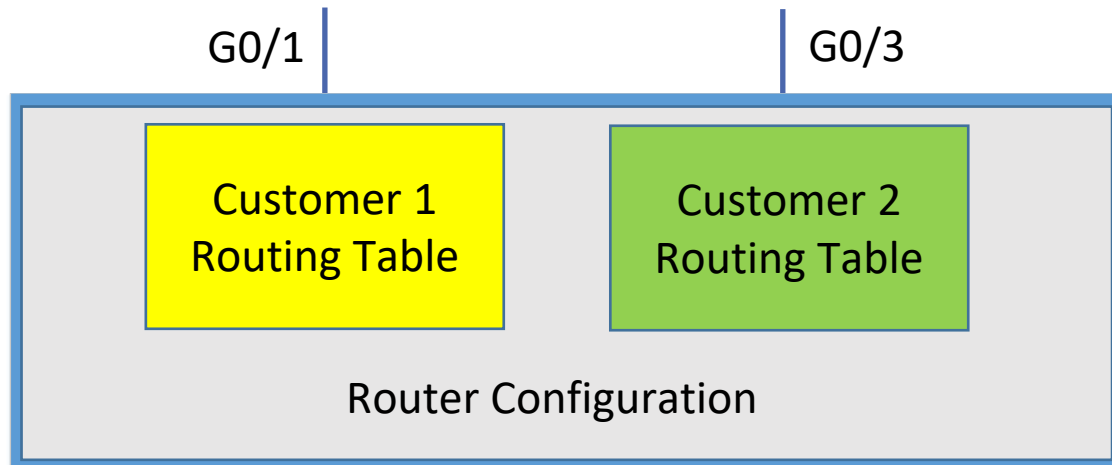 G0/1
G0/3
Customer 1
Routing Table
Customer 2
Routing Table
Router Configuration